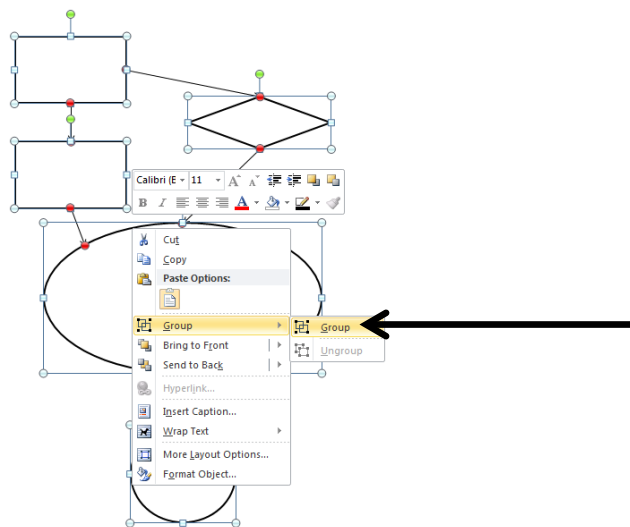 Calibri (E 11 A A
B I A
Cut
Copy
Paste Options:
Group
Group
Bring to Front
Ungroup
Send to Back
Hyperlink...
Insert Caption...
Wrap Text
More Layout Options...
Format Object...